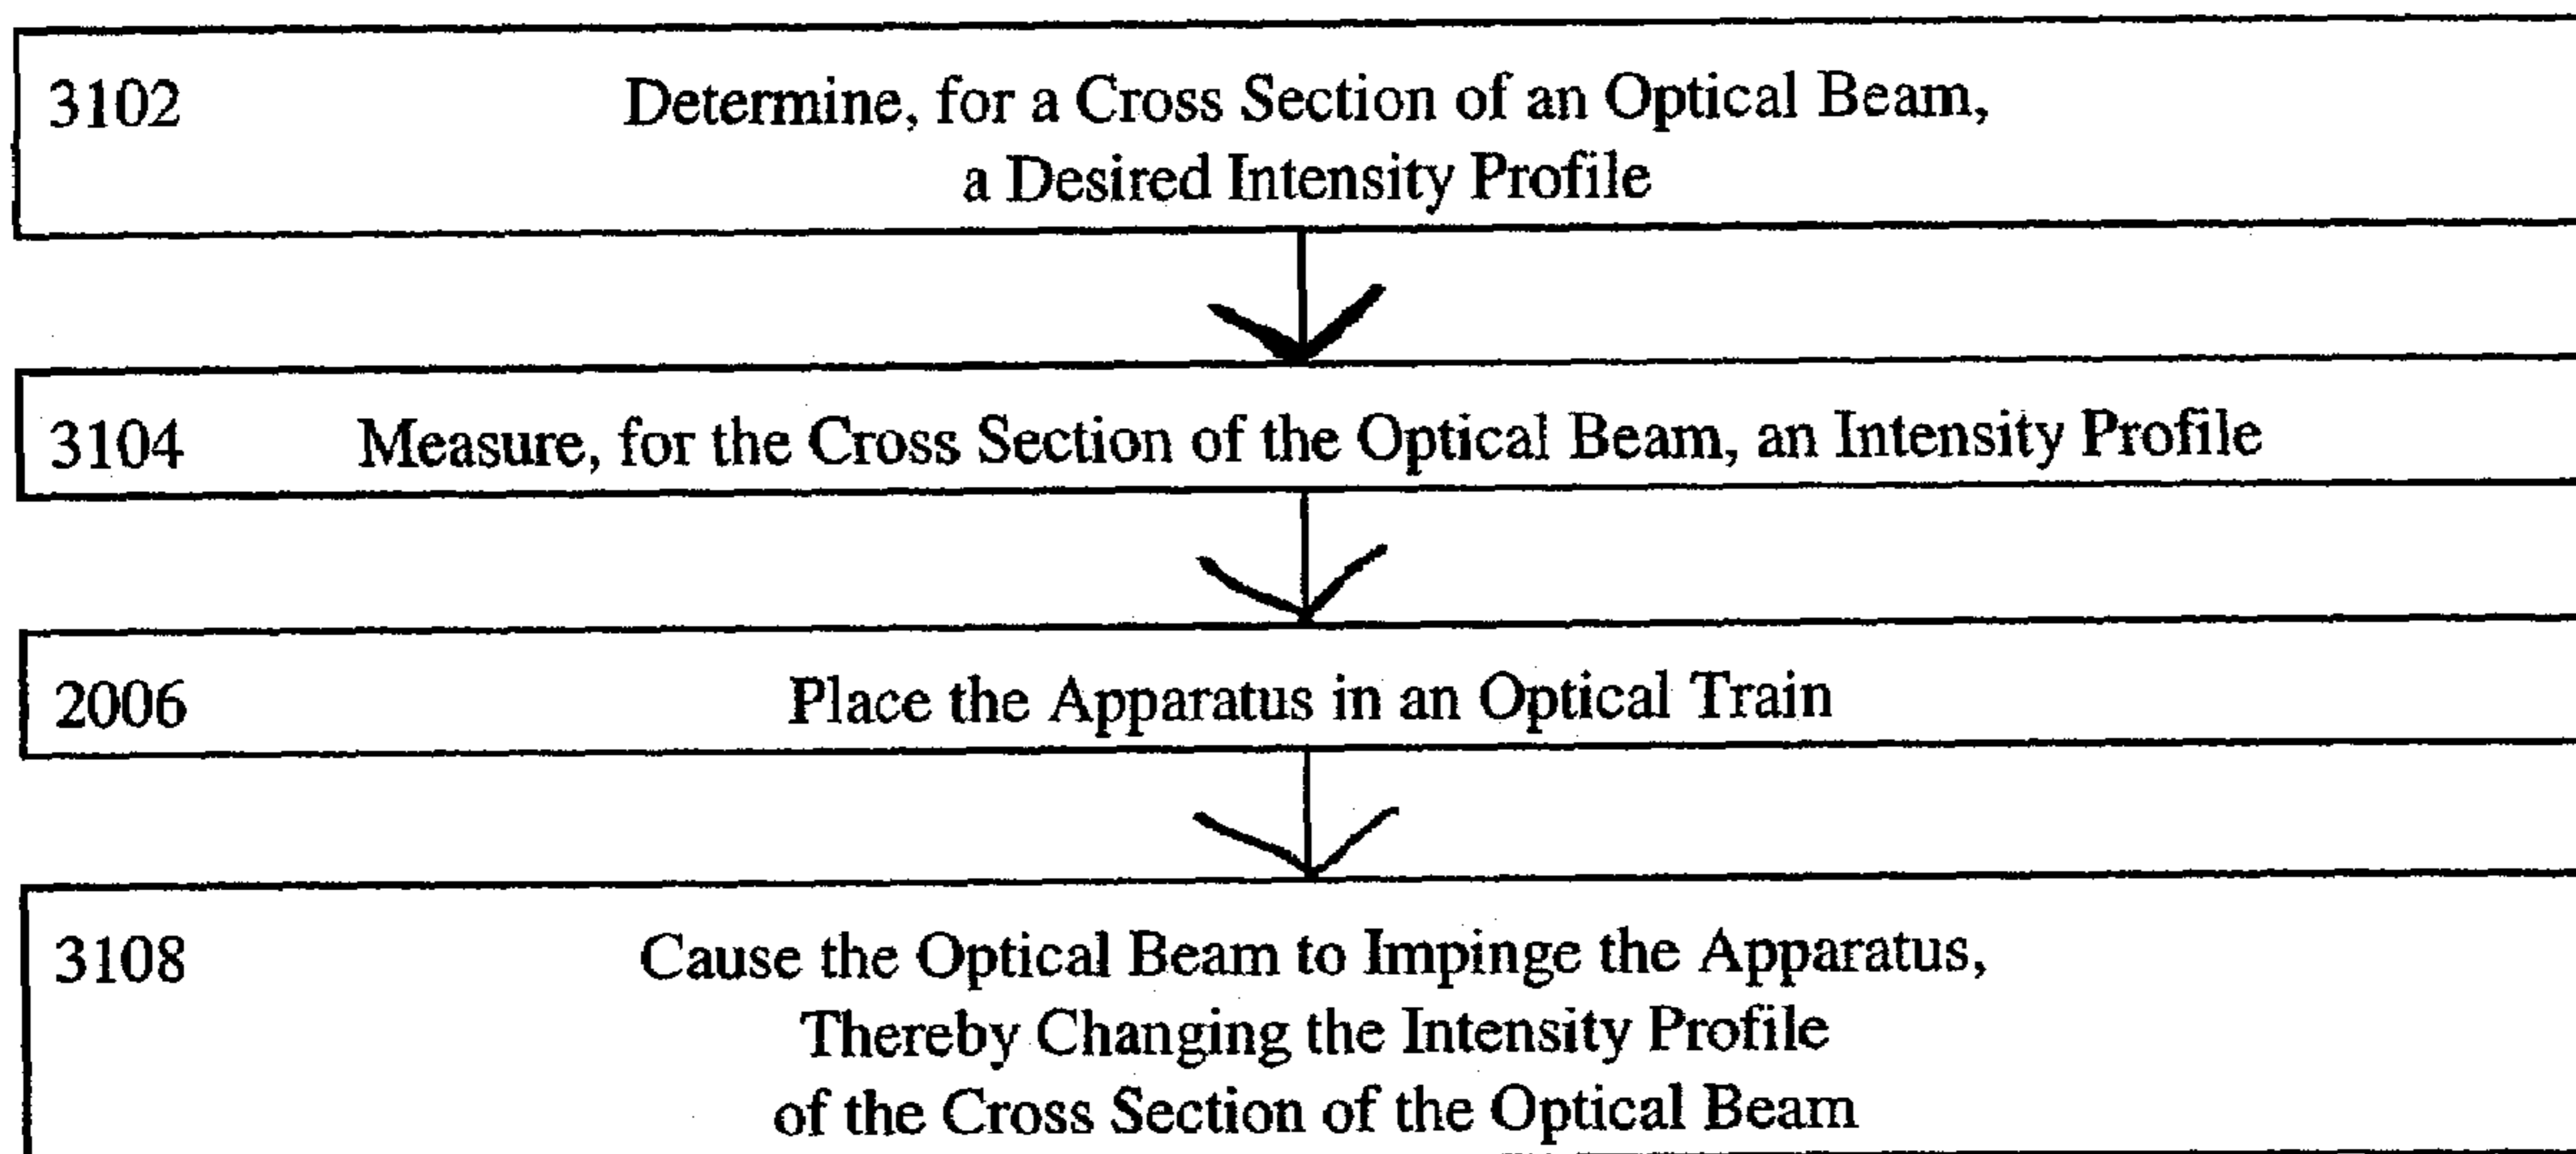 3102 Determine, for a Cross Section of an Optical Beam,
a Desired Intensity Profile
3104 Measure, for the Cross Section of the Optical Beam, an Intensity Profile
2006 Place the Apparatus in an Optical Train
3108 Cause the Optical Beam to Impinge the Apparatus,
Thereby Changing the Intensity Profile
of the Cross Section of the Optical Beam